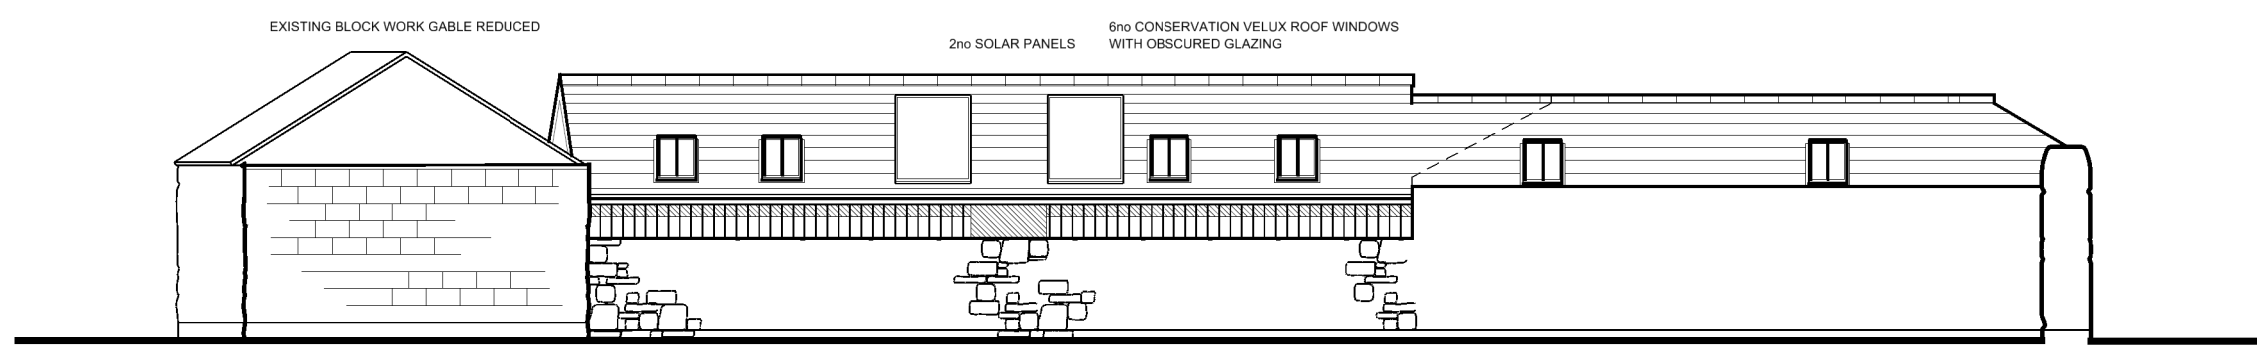 EXISTING BLOCK WORK GABLE REDUCED
2no SOLAR PANELS
6no CONSERVATION VELUX ROOF WINDOWS
WITH OBSCURED GLAZING